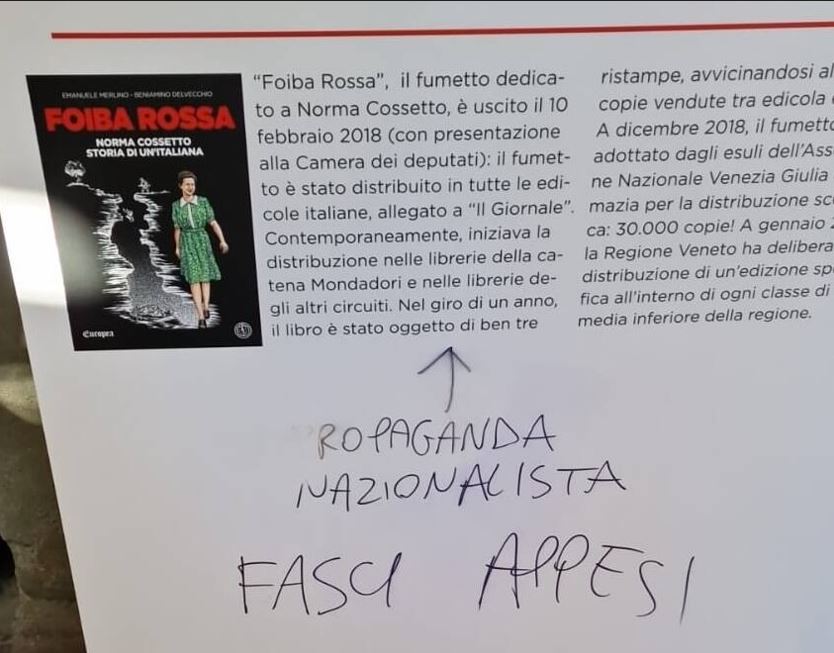 EMANUELE MERLINO - BENIAMINO DELVECCHIO
FOIBA ROSSA
NORMA COSSETTO
STORIA DI UN'ITALIANA
Europea
"Foiba Rossa", il fumetto dedica-
to a Norma Cossetto, è uscito il 10
febbraio 2018 (con presentazione
alla Camera dei deputati): il fumet-
to è stato distribuito in tutte le edi-
cole italiane, allegato a "Il Giornale".
Contemporaneamente, iniziava la
distribuzione nelle librerie della ca-
tena Mondadori e nelle librerie de-
gli altri circuiti. Nel giro di un anno,
il libro è stato oggetto di ben tre
ristampe, avvicinandosi al
copie vendute tra edicola
A dicembre 2018, il fumetto
adottato dagli esuli dell'Ass
ne Nazionale Venezia Giulia
mazia per la distribuzione sc
ca: 30.000 copie! A gennaio
la Regione Veneto ha delibera
distribuzione di un'edizione sp
fica all'interno di ogni classe di
media inferiore della regione.
ROPAGANDA
NAZIONALISTA
FASCI APPESI